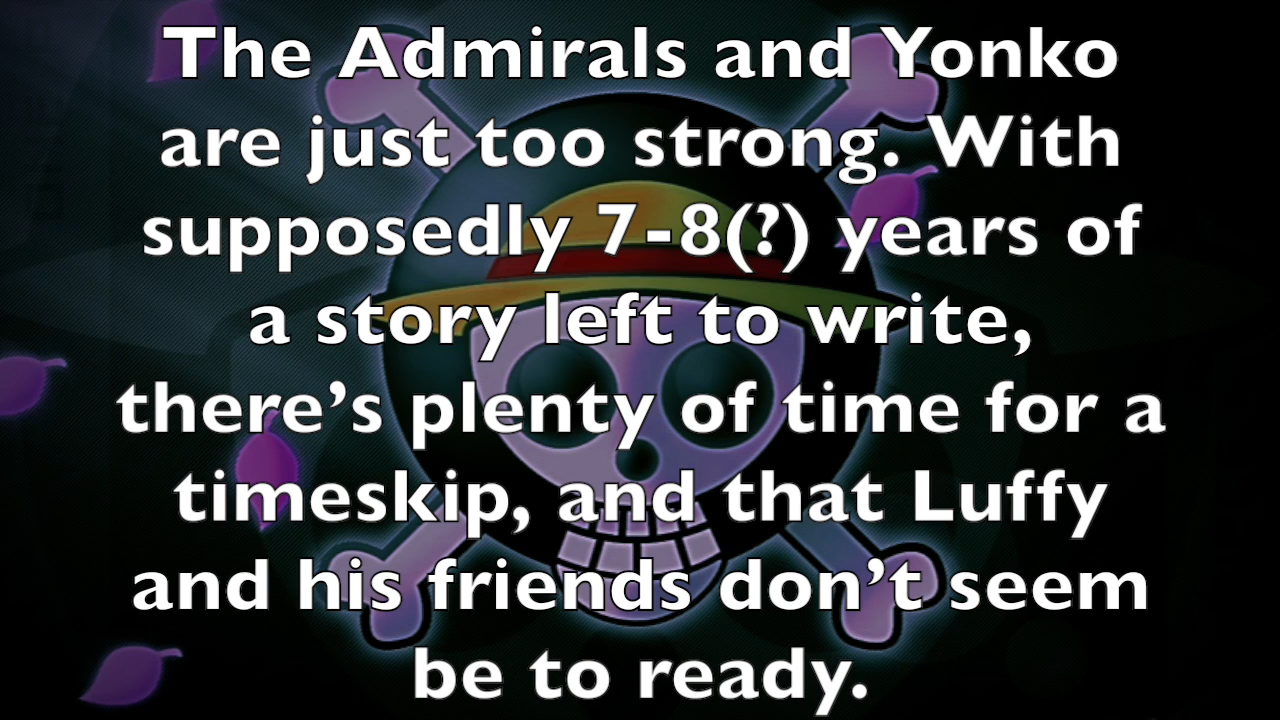 The Admirals and Yonko
are just too strong. With
supposedly 7-8(?) years of
a story left to write,
there’s plenty of time for a
timeskip, and that Luffy
and his friends don’t seem
be to ready.